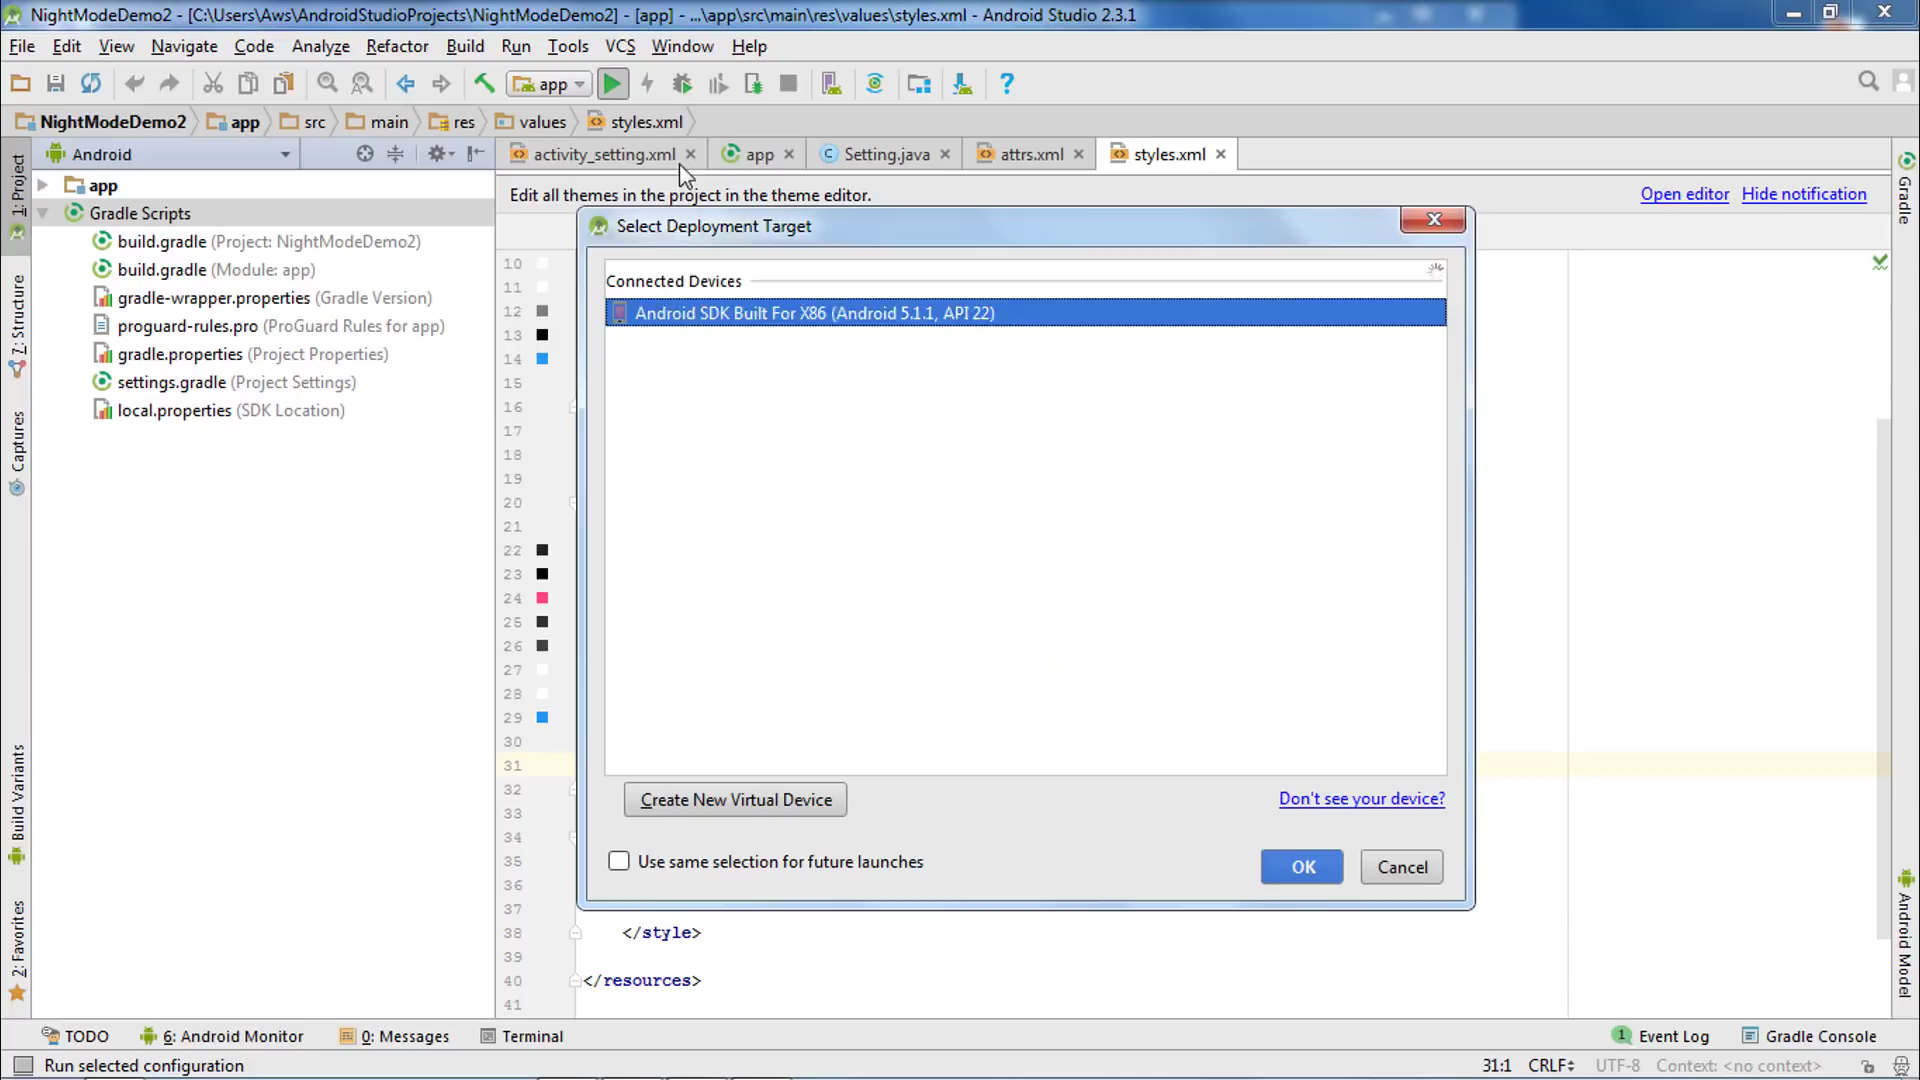 NightModeDemo2 - [C:\Users\Aws\AndroidStudioProjects\NightModeDemo2] - [app] - ...\app\src\main\res\values\styles.xml - Android Studio 2.3.1
File Edit View Navigate Code Analyze Refactor Build Run Tools VCS Window Help
app
NightModeDemo2 app src main res values styles.xml
Android
activity_setting.xml app Setting.java attrs.xml styles.xml
Edit all themes in the project in the theme editor. Open editor Hide notification
1: Project
7: Structure
Captures
Build Variants
2: Favorites
app
Gradle Scripts
build.gradle (Project: NightModeDemo2)
build.gradle (Module: app)
gradle-wrapper.properties (Gradle Version)
proguard-rules.pro (ProGuard Rules for app)
gradle.properties (Project Properties)
settings.gradle (Project Settings)
local.properties (SDK Location)
Select Deployment Target
Connected Devices
Android SDK Built For X86 (Android 5.1.1, API 22)
Create New Virtual Device
Don't see your device?
Use same selection for future launches
OK
Cancel
10
11
12
13
14
15
16
17
18
19
20
21
22
23
24
25
26
27
28
29
30
31
32
33
34
35
36
37
38 </style>
39
40 </resources>
41
Gradle
Android Model
TODO 6: Android Monitor 0: Messages Terminal 1 Event Log Gradle Console
Run selected configuration 31:1 CRLF UTF-8 Context: <no context>